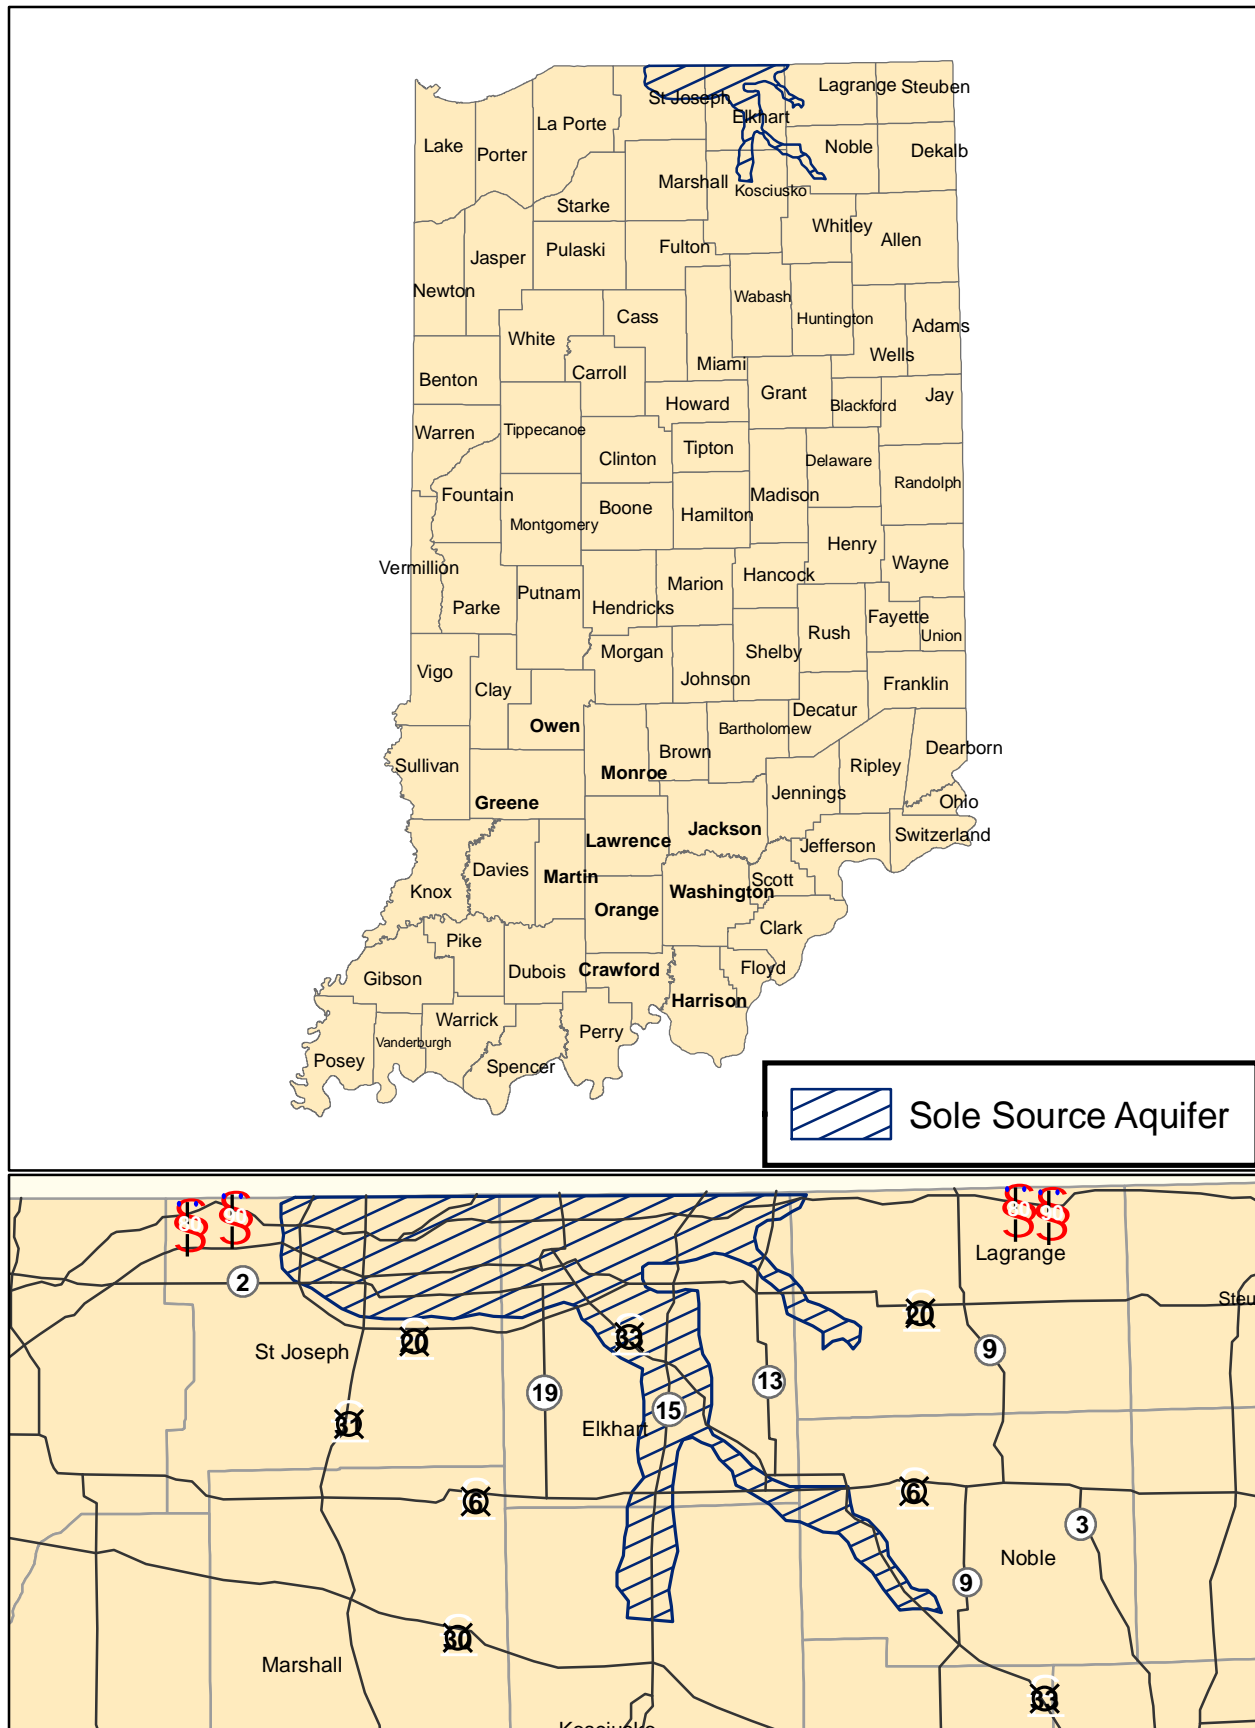 Lagrange Steuben
St Joseph
Elkhart
La Porte
Lake
Porter
Noble
Dekalb
Marshall
Kosciusko
Starke
Whitley
Allen
Fulton
Pulaski
Jasper
Newton
Wabash
Huntington
Cass
Adams
White
Wells
Miami
Carroll
Benton
Grant
Jay
Howard
Blackford
Warren
Tippecanoe
Tipton
Clinton
Delaware
Randolph
Fountain
Madison
Boone
Hamilton
Montgomery
Henry
Wayne
Vermillion
Hancock
Marion
Putnam
Parke
Hendricks
Fayette
Rush
Union
Morgan
Shelby
Vigo
Johnson
Franklin
Clay
Decatur
Owen
Bartholomew
Brown
Dearborn
Sullivan
Ripley
Monroe
Jennings
Greene
Ohio
Jackson
Switzerland
Lawrence
Jefferson
Davies
Martin
Scott
Knox
Washington
Orange
Clark
Pike
Floyd
Dubois
Crawford
Gibson
Harrison
Warrick
Perry
Vanderburgh
Posey
Spencer
Sole Source Aquifer
Lagrange
2
20
Steu
33
20
St Joseph
9
19
13
15
31
Elkhart
6
6
3
Noble
9
30
Marshall
33
Kosciusko